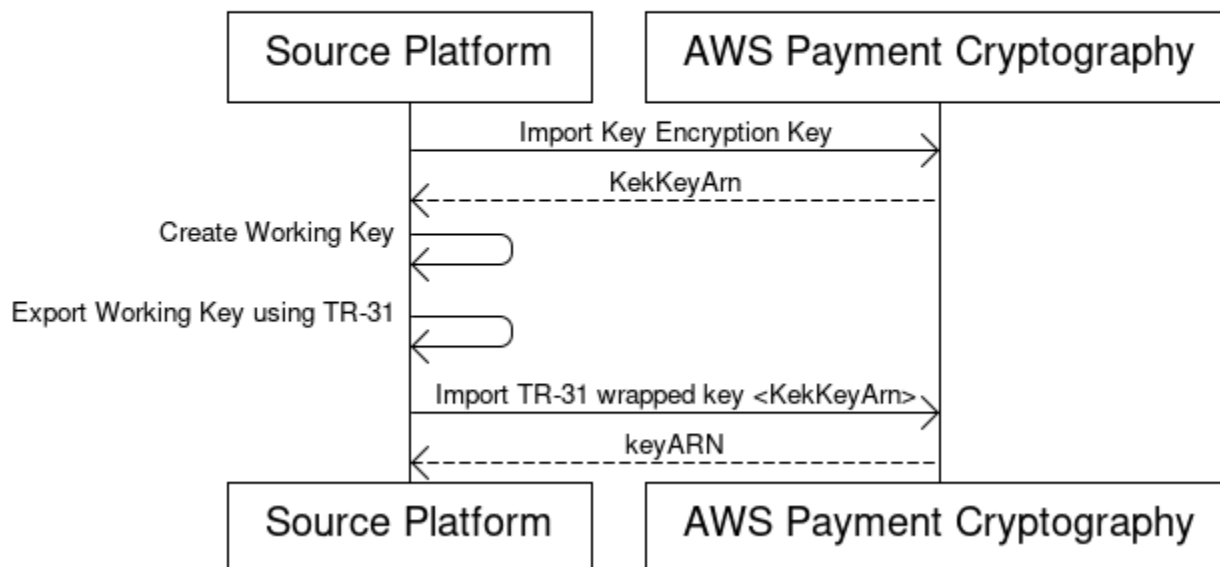 Source Platform
AWS Payment Cryptography
Import Key Encryption Key
KekKeyArn
Create Working Key
Export Working Key using TR-31
Import TR-31 wrapped key <KekKeyArn>
keyARN
Source Platform
AWS Payment Cryptography